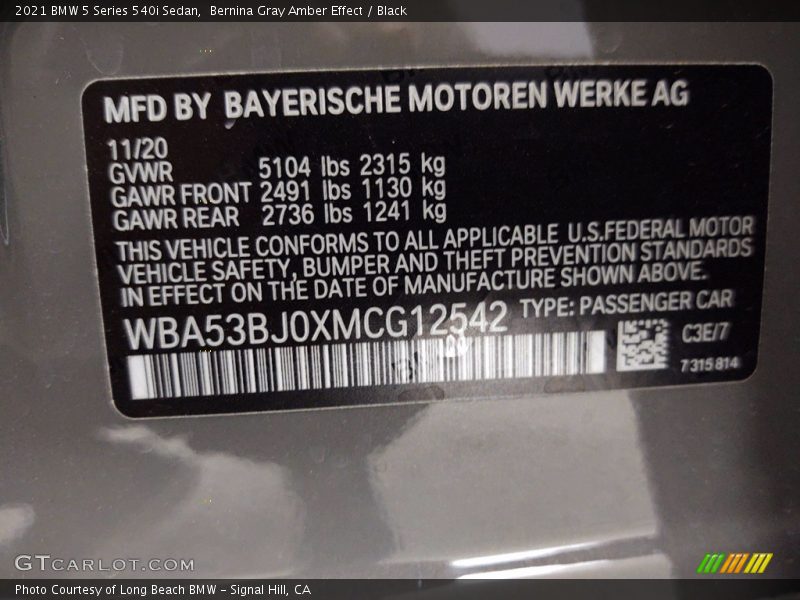 2021 BMW 5 Series 540i Sedan, Bernina Gray Amber Effect / Black
MFD BY BAYERISCHE MOTOREN WERKE AG
11/20
GVWR 5104 lbs 2315 kg
GAWR FRONT 2491 lbs 1130 kg
GAWR REAR 2736 lbs 1241 kg
THIS VEHICLE CONFORMS TO ALL APPLICABLE U.S.FEDERAL MOTOR
VEHICLE SAFETY, BUMPER AND THEFT PREVENTION STANDARDS
IN EFFECT ON THE DATE OF MANUFACTURE SHOWN ABOVE.
WBA53BJ0XMCG12542 TYPE: PASSENGER CAR
C3E/7
7 315 814
GTCARLOT.COM
Photo Courtesy of Long Beach BMW - Signal Hill, CA